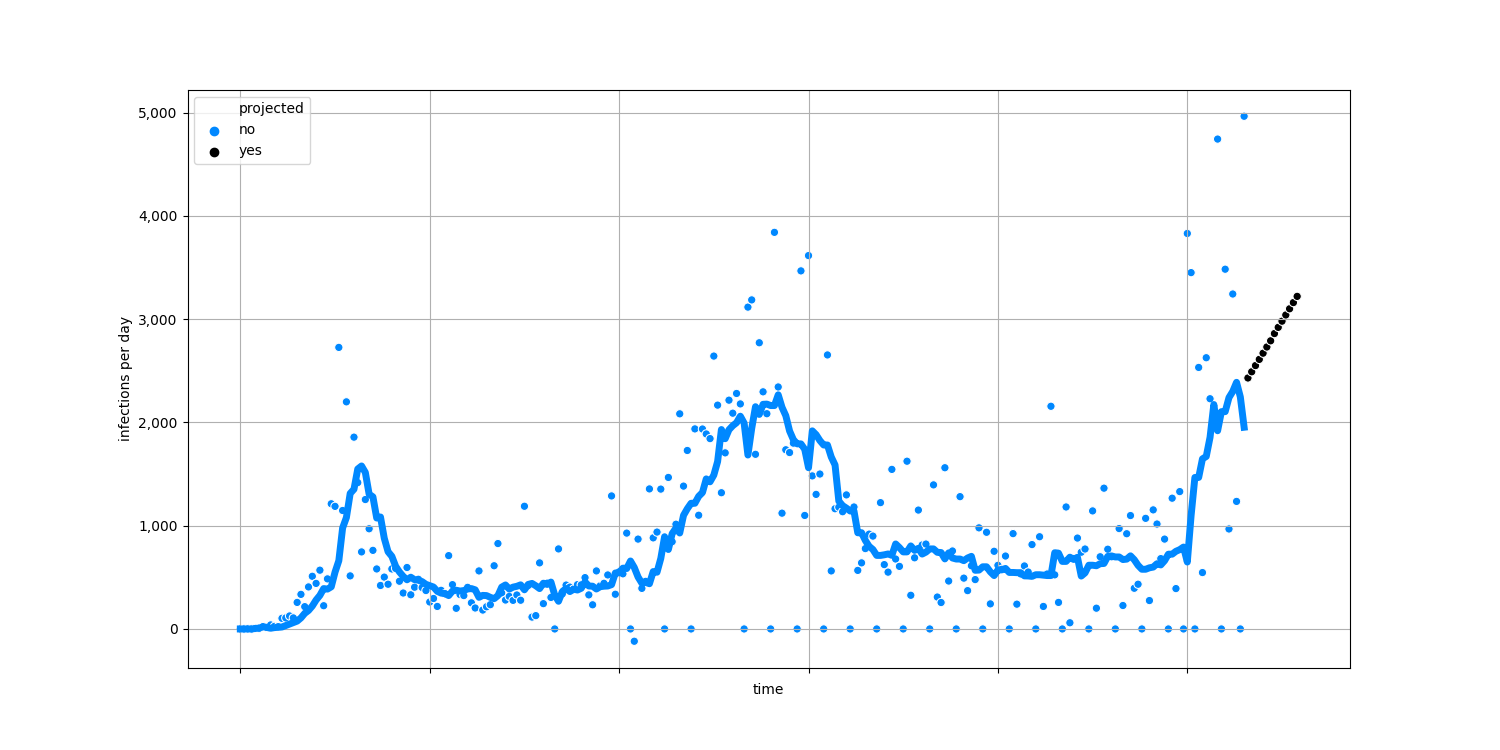 projected
no
yes
5,000
4,000
3,000
2,000
1,000
0
infections per day
time